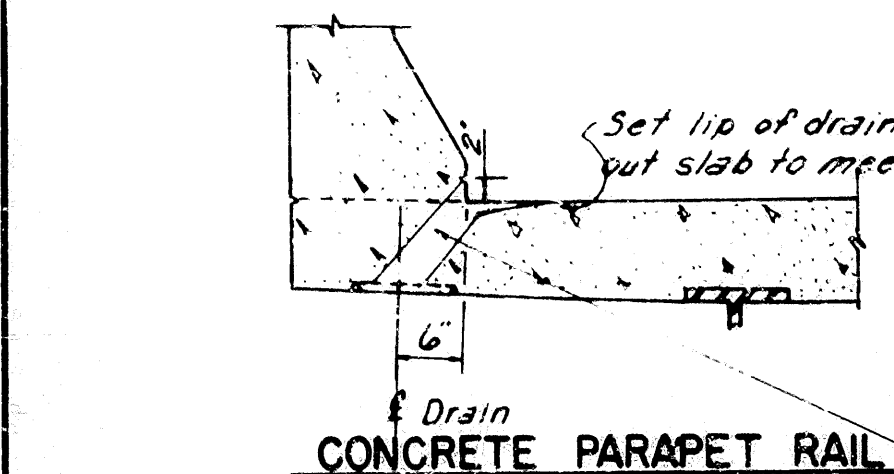 2"
Set lip of drain
out slab to mee
6"
℄ Drain
CONCRETE PARAPET RAIL